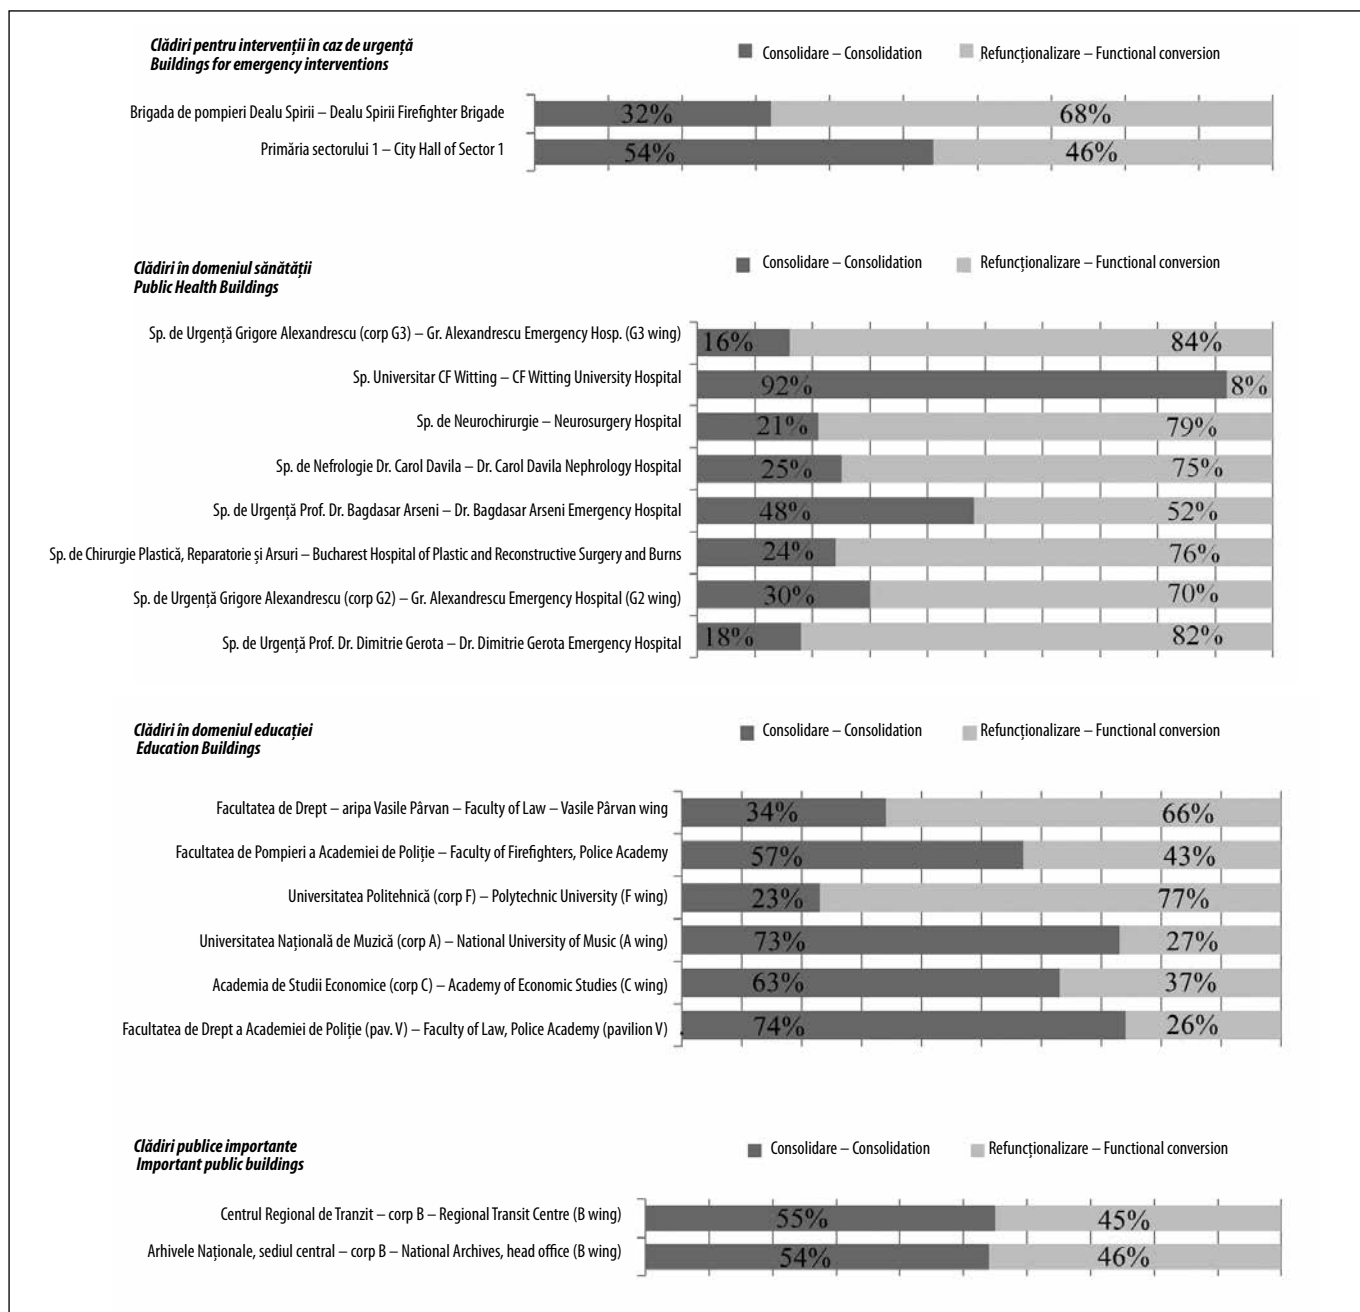 Clădiri pentru intervenții în caz de urgență
Buildings for emergency interventions
Consolidare – Consolidation
Refuncționalizare – Functional conversion
Brigada de pompieri Dealu Spirii – Dealu Spirii Firefighter Brigade
32%
68%
Primăria sectorului 1 – City Hall of Sector 1
54%
46%
Clădiri în domeniul sănătății
Public Health Buildings
Consolidare – Consolidation
Refuncționalizare – Functional conversion
Sp. de Urgență Grigore Alexandrescu (corp G3) – Gr. Alexandrescu Emergency Hosp. (G3 wing)
16%
84%
Sp. Universitar CF Witting – CF Witting University Hospital
92%
8%
Sp. de Neurochirurgie – Neurosurgery Hospital
21%
79%
Sp. de Nefrologie Dr. Carol Davila – Dr. Carol Davila Nephrology Hospital
25%
75%
Sp. de Urgență Prof. Dr. Bagdasar Arseni – Dr. Bagdasar Arseni Emergency Hospital
48%
52%
Sp. de Chirurgie Plastică, Reparatorie și Arsuri – Bucharest Hospital of Plastic and Reconstructive Surgery and Burns
24%
76%
Sp. de Urgență Grigore Alexandrescu (corp G2) – Gr. Alexandrescu Emergency Hospital (G2 wing)
30%
70%
Sp. de Urgență Prof. Dr. Dimitrie Gerota – Dr. Dimitrie Gerota Emergency Hospital
18%
82%
Clădiri în domeniul educației
Education Buildings
Consolidare – Consolidation
Refuncționalizare – Functional conversion
Facultatea de Drept – aripa Vasile Pârvan – Faculty of Law – Vasile Pârvan wing
34%
66%
Facultatea de Pompieri a Academiei de Poliție – Faculty of Firefighters, Police Academy
57%
43%
Universitatea Politehnică (corp F) – Polytechnic University (F wing)
23%
77%
Universitatea Națională de Muzică (corp A) – National University of Music (A wing)
73%
27%
Academia de Studii Economice (corp C) – Academy of Economic Studies (C wing)
63%
37%
Facultatea de Drept a Academiei de Poliție (pav. V) – Faculty of Law, Police Academy (pavilion V)
74%
26%
Clădiri publice importante
Important public buildings
Consolidare – Consolidation
Refuncționalizare – Functional conversion
Centrul Regional de Tranzit – corp B – Regional Transit Centre (B wing)
55%
45%
Arhivele Naționale, sediul central – corp B – National Archives, head office (B wing)
54%
46%